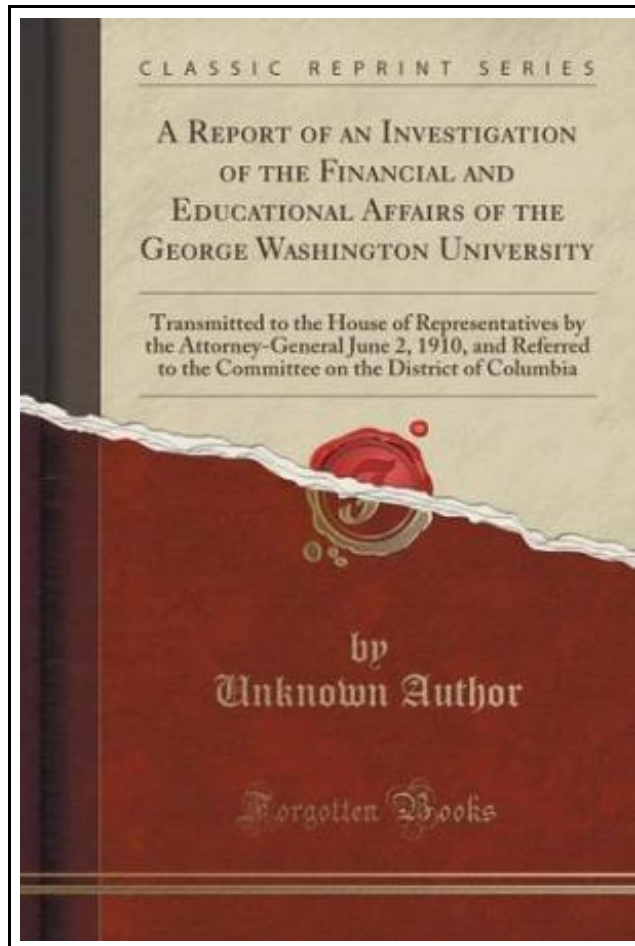 CLASSIC REPRINT SERIES
A REPORT OF AN INVESTIGATION
OF THE FINANCIAL AND
EDUCATIONAL AFFAIRS OF THE
GEORGE WASHINGTON UNIVERSITY
Transmitted to the House of Representatives by
the Attorney-General June 2, 1910, and Referred
to the Committee on the District of Columbia
by
Unknown Author
Forgotten Books